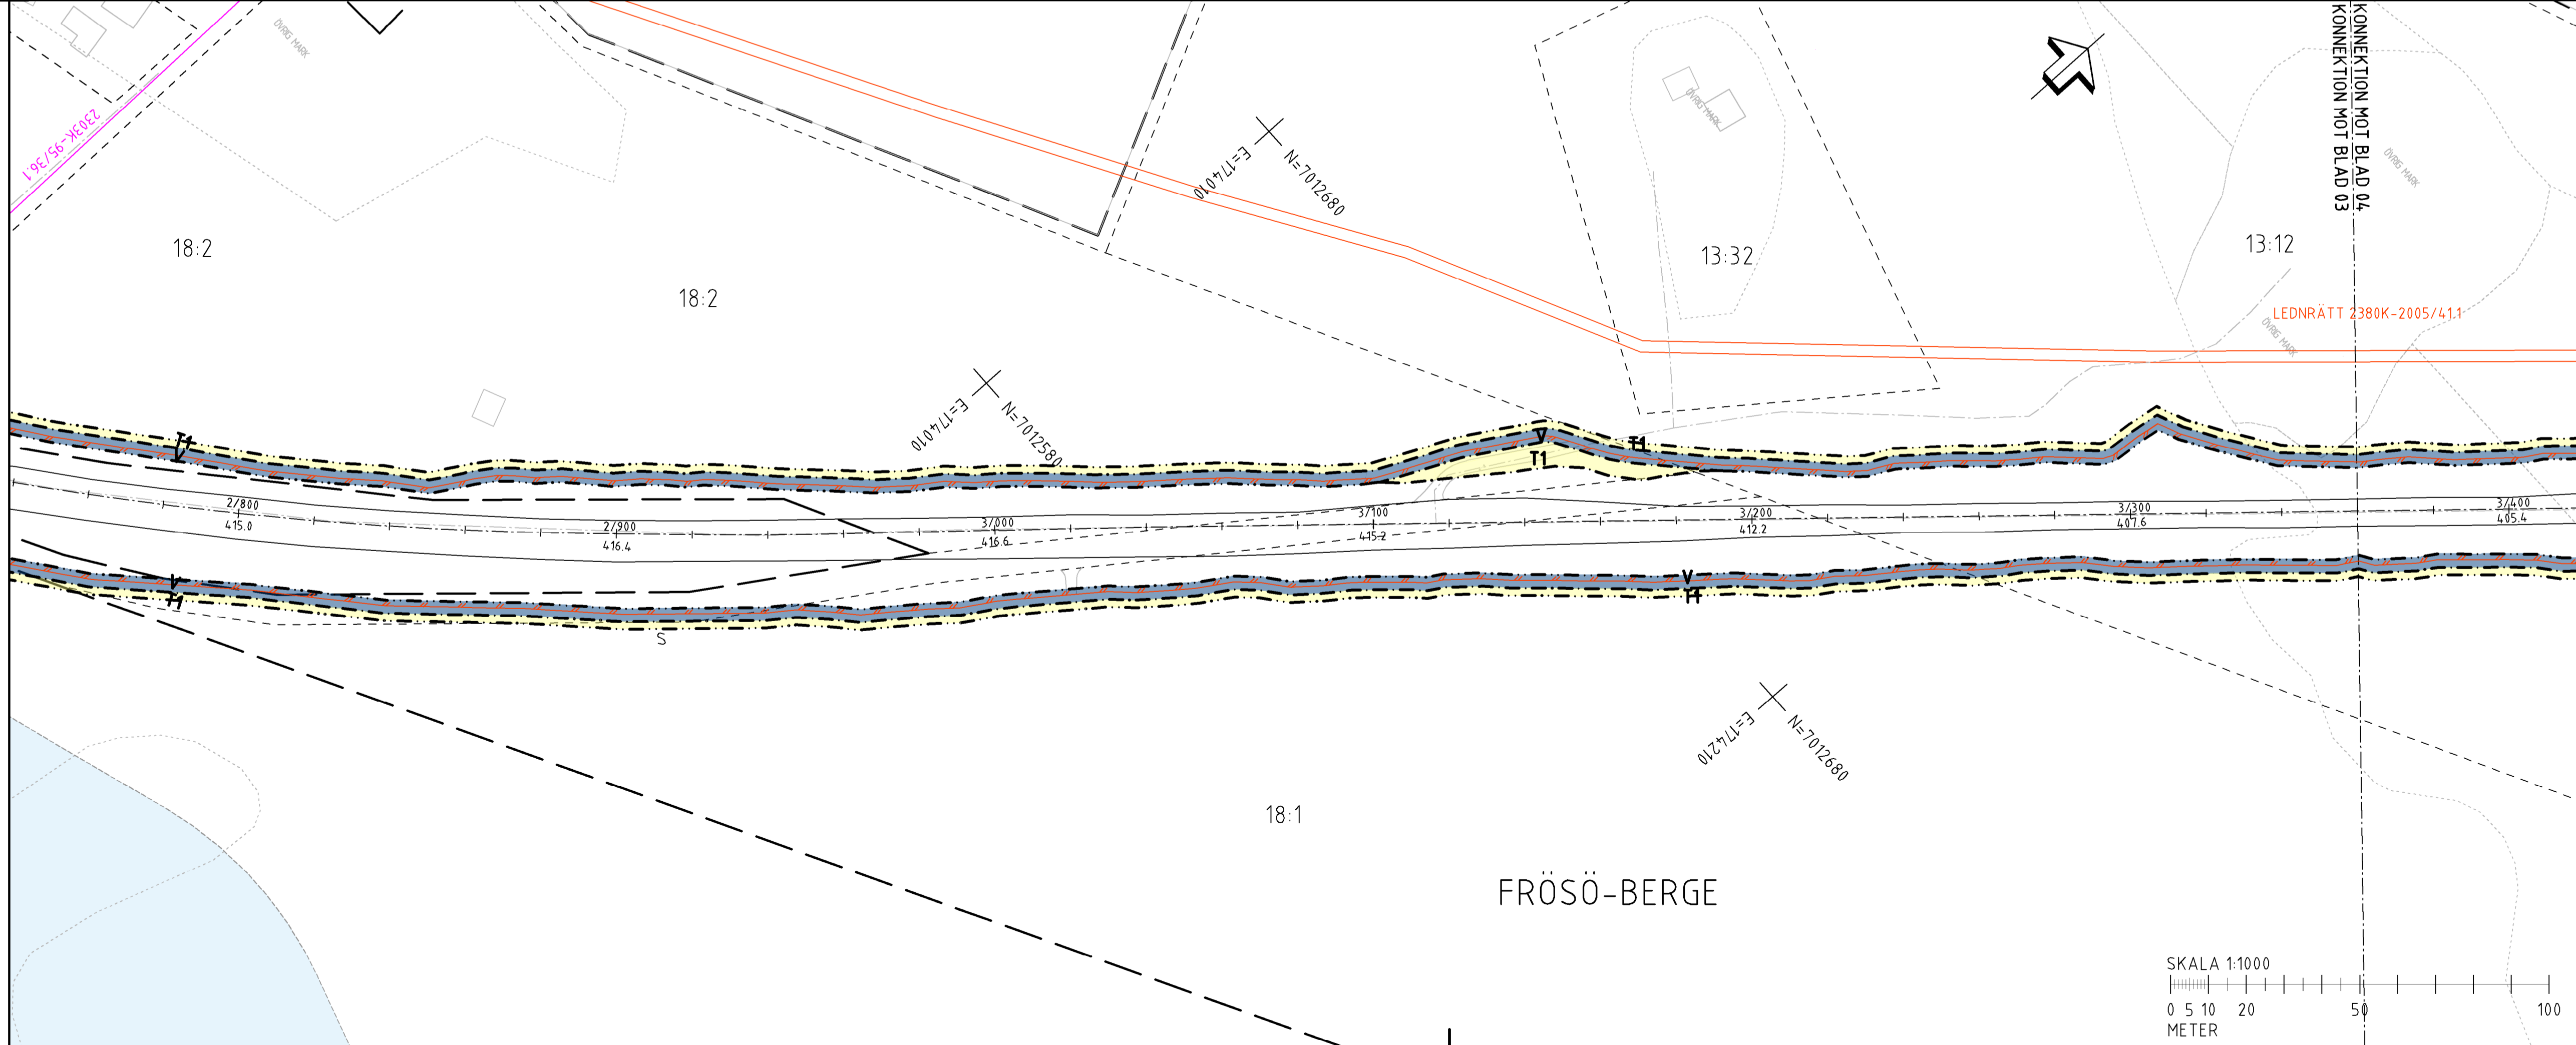 ÖVRIG MARK
2303K-95/36.1
18:2
18:2
E=174010
N=7012680
E=174010
N=7012580
ÖVRIG MARK
13:32
KONNEKTION MOT BLAD 04
KONNEKTION MOT BLAD 03
ÖVRIG MARK
13:12
LEDNRÄTT 2380K-2005/41.1
ÖVRIG MARK
T1
V
V
T1
T1
2/800
415.0
2/900
416.4
3/000
416.6
3/100
415.2
3/200
412.2
3/300
407.6
3/400
405.4
V
T1
V
T1
S
E=174210
N=7012680
18:1
FRÖSÖ-BERGE
SKALA 1:1000
0 5 10 20 50 100
METER